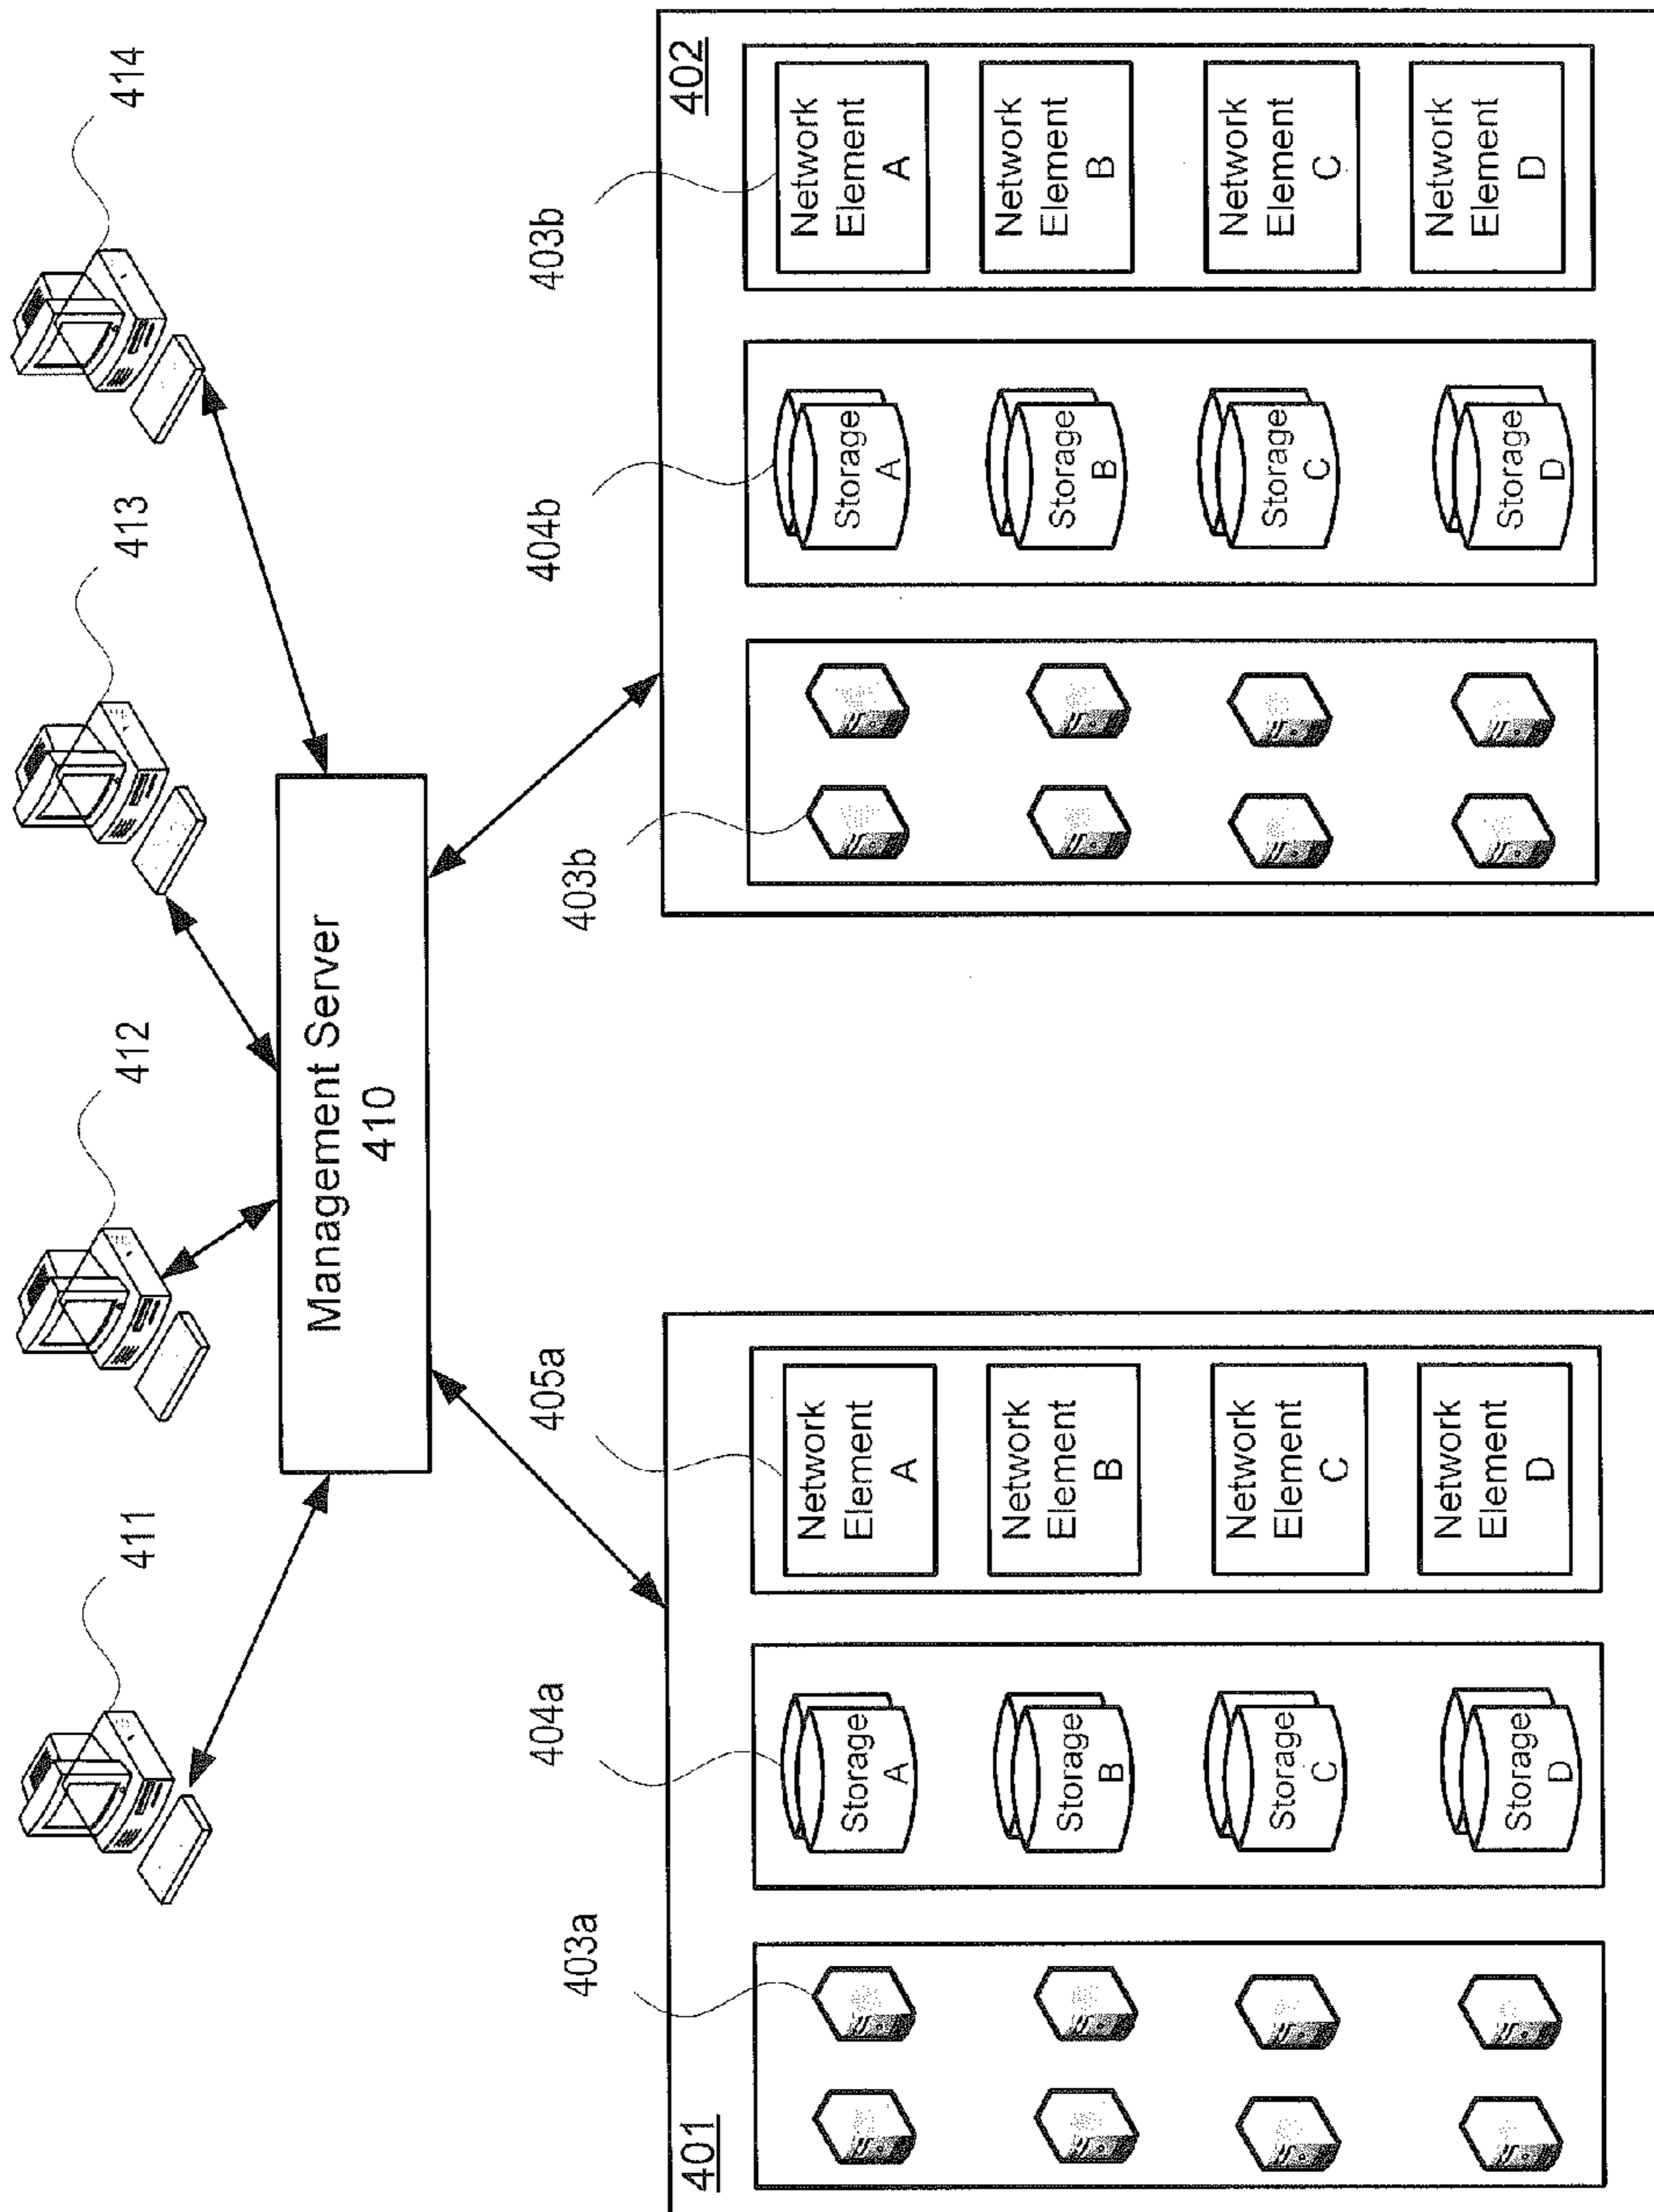 411
412
413
414
Management Server
410
401
403a
404a
405a
Storage
A
Storage
B
Storage
C
Storage
D
Network
Element
A
Network
Element
B
Network
Element
C
Network
Element
D
402
403b
404b
403b
Storage
A
Storage
B
Storage
C
Storage
D
Network
Element
A
Network
Element
B
Network
Element
C
Network
Element
D